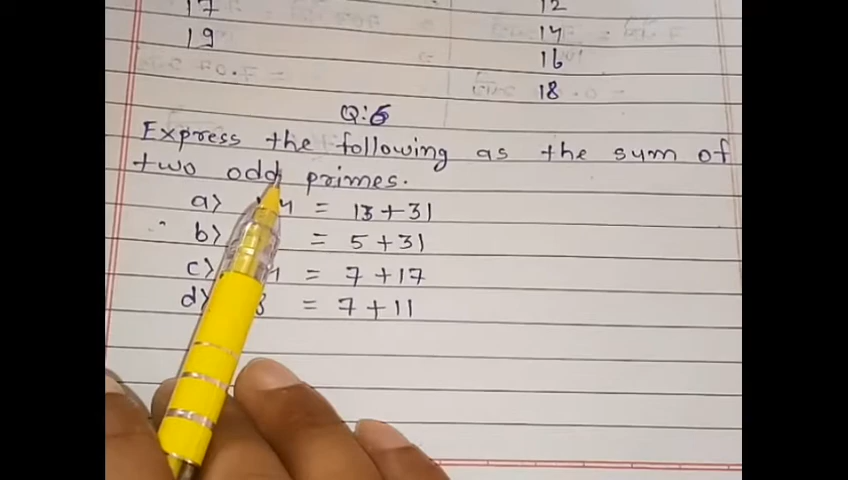 17 12
19 14
16
18
Q:6
Express the following as the sum of
two odd primes.
a> = 13+31
b> = 5+31
c> = 7+17
d> = 7+11